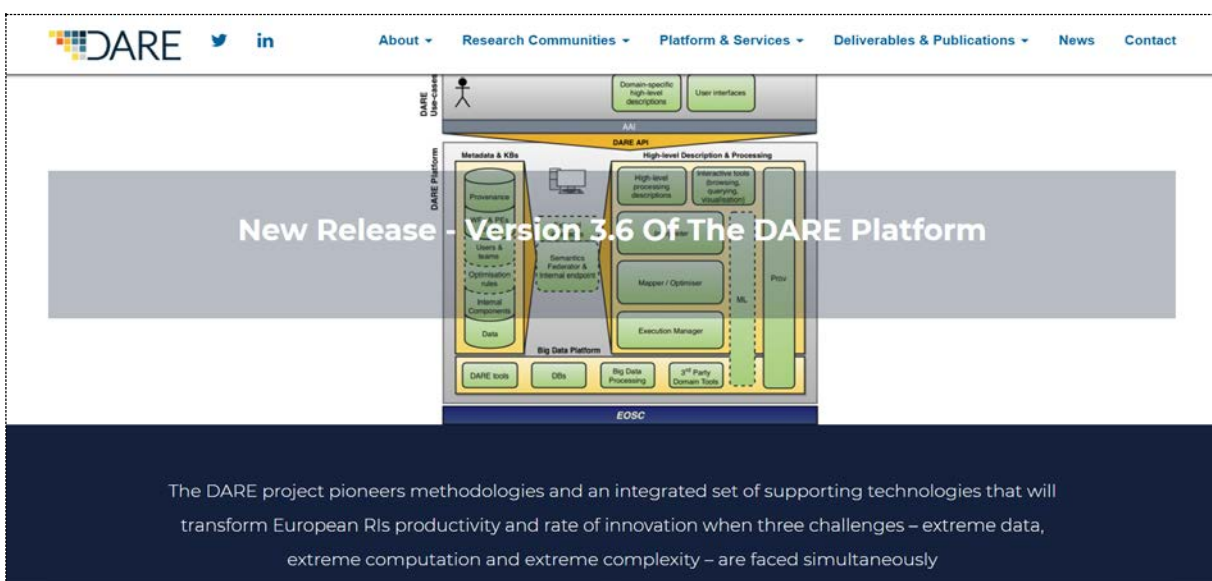 DARE
About
Research Communities
Platform & Services
Deliverables & Publications
News
Contact
DARE
Use-cases
Domain-specific
high-level
descriptions
User interfaces
AAI
DARE API
DARE Platform
Metadata & KBs
High-level Description & Processing
Provenance
High-level
processing
descriptions
Interactive tools
(browsing,
querying,
visualisation)
New Release - Version 3.6 Of The DARE Platform
Users &
teams
Semantics
Federator &
internal endpoint
Optimisation
rules
Mapper / Optimiser
ML
Prov
Internal
Components
Data
Execution Manager
Big Data Platform
DARE tools
DBs
Big Data
Processing
3rd Party
Domain Tools
EOSC
The DARE project pioneers methodologies and an integrated set of supporting technologies that will
transform European RIs productivity and rate of innovation when three challenges – extreme data,
extreme computation and extreme complexity – are faced simultaneously